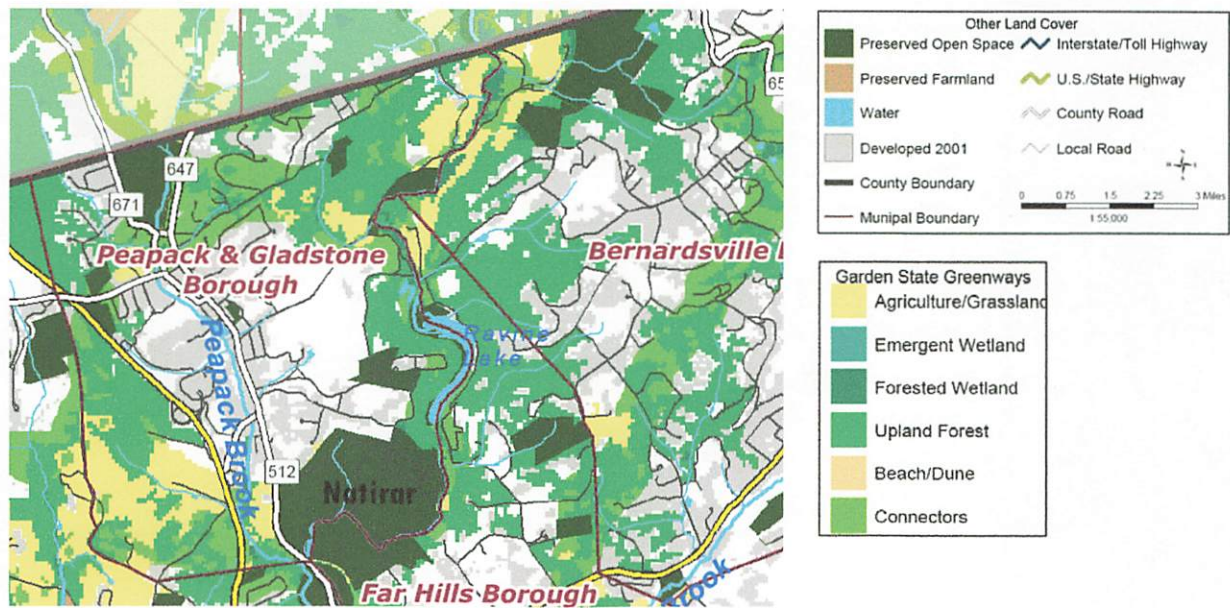 65
647
671
Peapack & Gladstone
Borough
Bernardsville B
Ravine
Lake
Peapack Brook
512
Natirar
Far Hills Borough
Brook
Other Land Cover
Preserved Open Space
Interstate/Toll Highway
Preserved Farmland
U.S./State Highway
Water
County Road
Developed 2001
Local Road
County Boundary
0 0.75 1.5 2.25 3 Miles
Munipal Boundary
1:55,000
Garden State Greenways
Agriculture/Grassland
Emergent Wetland
Forested Wetland
Upland Forest
Beach/Dune
Connectors